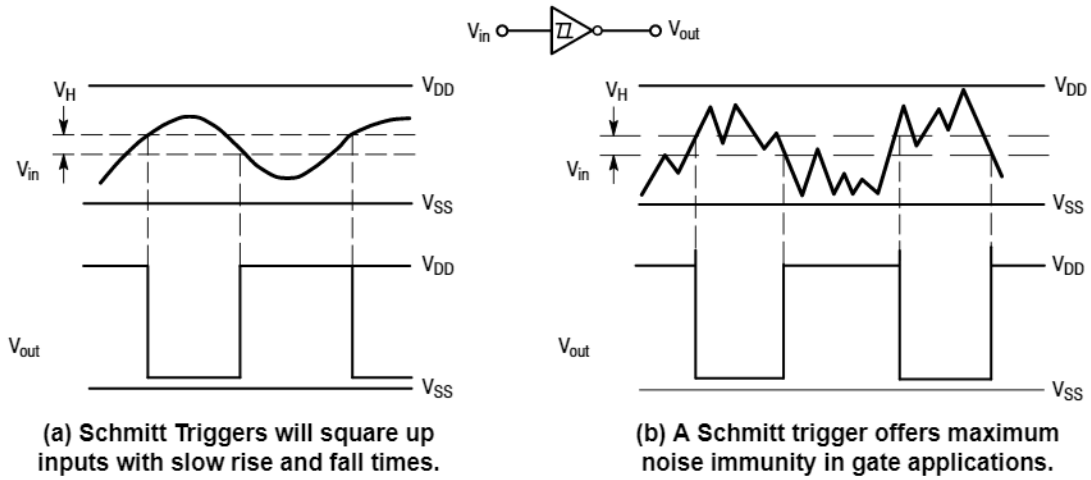 Vin
Vout
VH
VDD
Vin
VSS
VDD
Vout
VSS
(a) Schmitt Triggers will square up
inputs with slow rise and fall times.
VH
VDD
Vin
VSS
VDD
Vout
VSS
(b) A Schmitt trigger offers maximum
noise immunity in gate applications.